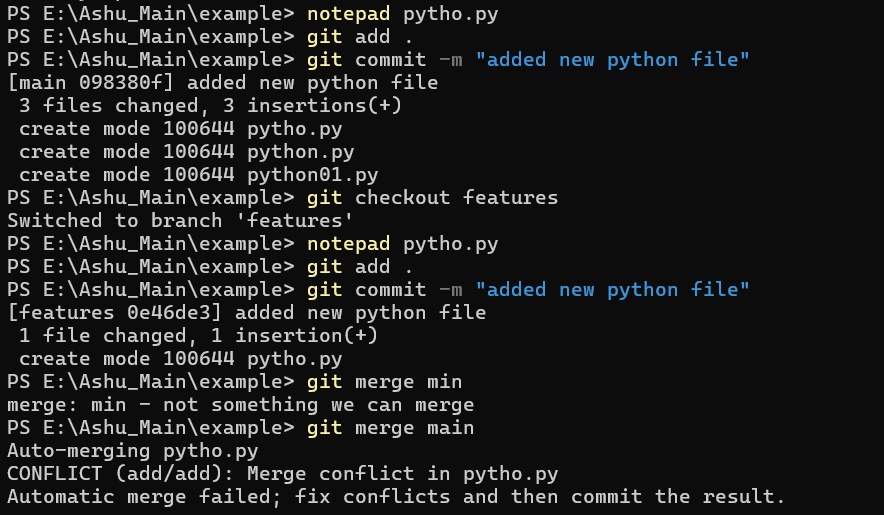 PS E:\Ashu_Main\example> notepad pytho.py
PS E:\Ashu_Main\example> git add .
PS E:\Ashu_Main\example> git commit -m "added new python file"
[main 098380f] added new python file
 3 files changed, 3 insertions(+)
 create mode 100644 pytho.py
 create mode 100644 python.py
 create mode 100644 python01.py
PS E:\Ashu_Main\example> git checkout features
Switched to branch 'features'
PS E:\Ashu_Main\example> notepad pytho.py
PS E:\Ashu_Main\example> git add .
PS E:\Ashu_Main\example> git commit -m "added new python file"
[features 0e46de3] added new python file
 1 file changed, 1 insertion(+)
 create mode 100644 pytho.py
PS E:\Ashu_Main\example> git merge min
merge: min - not something we can merge
PS E:\Ashu_Main\example> git merge main
Auto-merging pytho.py
CONFLICT (add/add): Merge conflict in pytho.py
Automatic merge failed; fix conflicts and then commit the result.